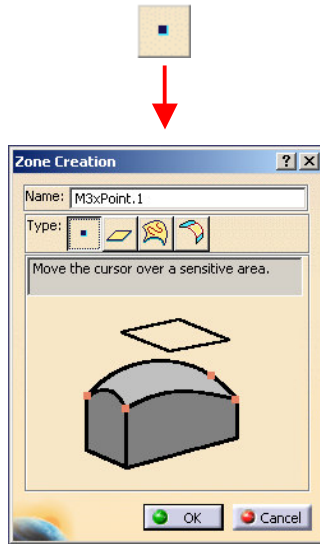 Zone Creation
Name: M3xPoint.1
Type:
Move the cursor over a sensitive area.
OK Cancel